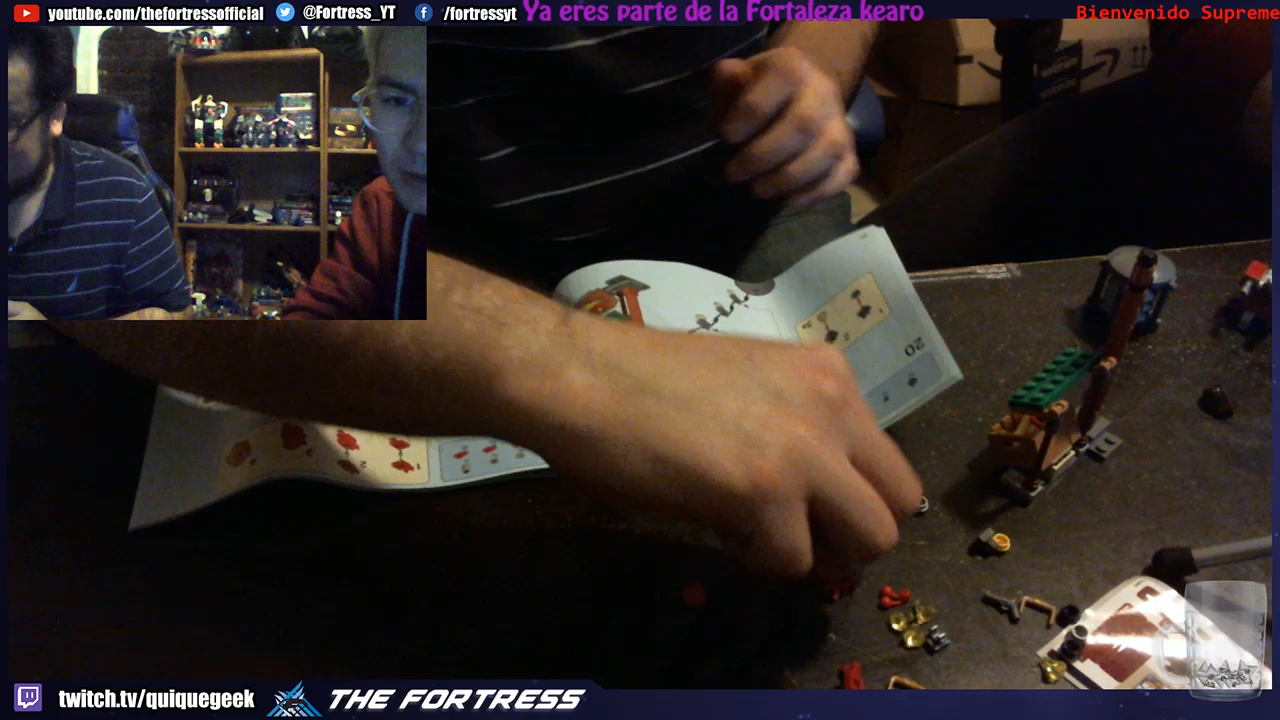 youtube.com/thefortressofficial
@Fortress_YT
/fortressyt
Ya eres parte de la Fortaleza kearo
Bienvenido Supreme
20
twitch.tv/quiquegeek
THE FORTRESS